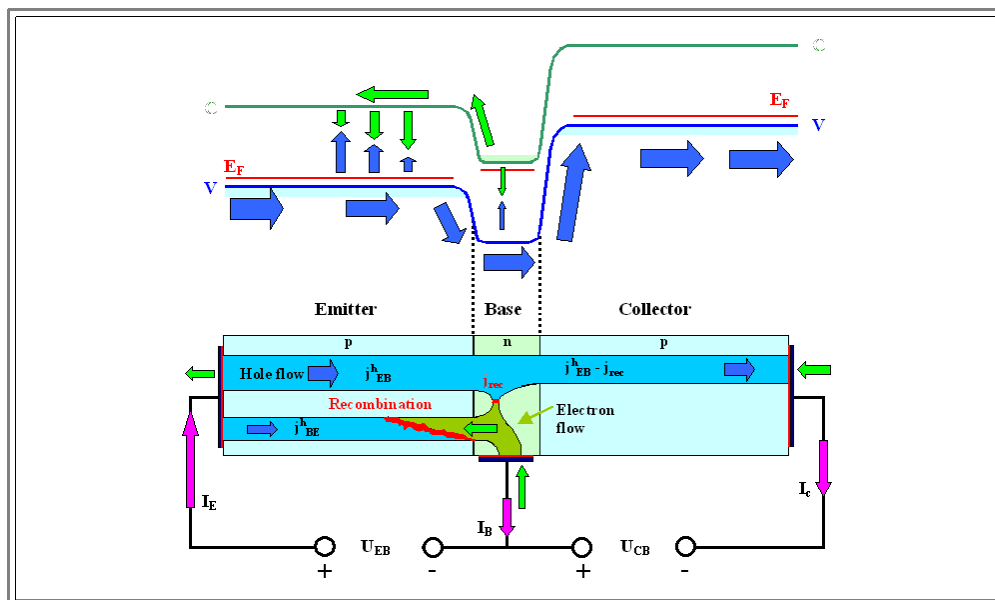 C
C
E_F
V
E_F
V
Emitter Base Collector
p n p
Hole flow j^h_EB j_rec j^h_EB - j_rec
Recombination
Electron
flow
j^h_BE
I_E I_B I_c
U_EB U_CB
+ - + -